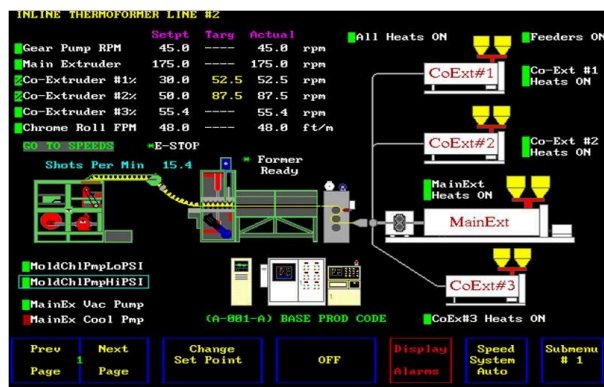 INLINE THERMOFORMER LINE #2
Setpt Targ Actual
Gear Pump RPM 45.0 ---- 45.0 rpm
Main Extruder 175.0 ---- 175.0 rpm
Co-Extruder #1% 30.0 52.5 52.5 rpm
Co-Extruder #2% 50.0 87.5 87.5 rpm
Co-Extruder #3% 55.4 ---- 55.4 rpm
Chrome Roll FPM 48.0 ---- 48.0 ft/m
GO TO SPEEDS *E-STOP
Shots Per Min 15.4
* Former
Ready
All Heats ON
Feeders ON
CoExt#1
Co-Ext #1
Heats ON
CoExt#2
Co-Ext #2
Heats ON
MainExt
Heats ON
MainExt
CoExt#3
CoEx#3 Heats ON
MoldChlPmpLoPSI
MoldChlPmpHiPSI
MainEx Vac Pump
MainEx Cool Pmp
(A-001-A) BASE PROD CODE
Prev Page
1
Next Page
Change
Set Point
OFF
Display
Alarms
Speed
System
Auto
Submenu
# 1